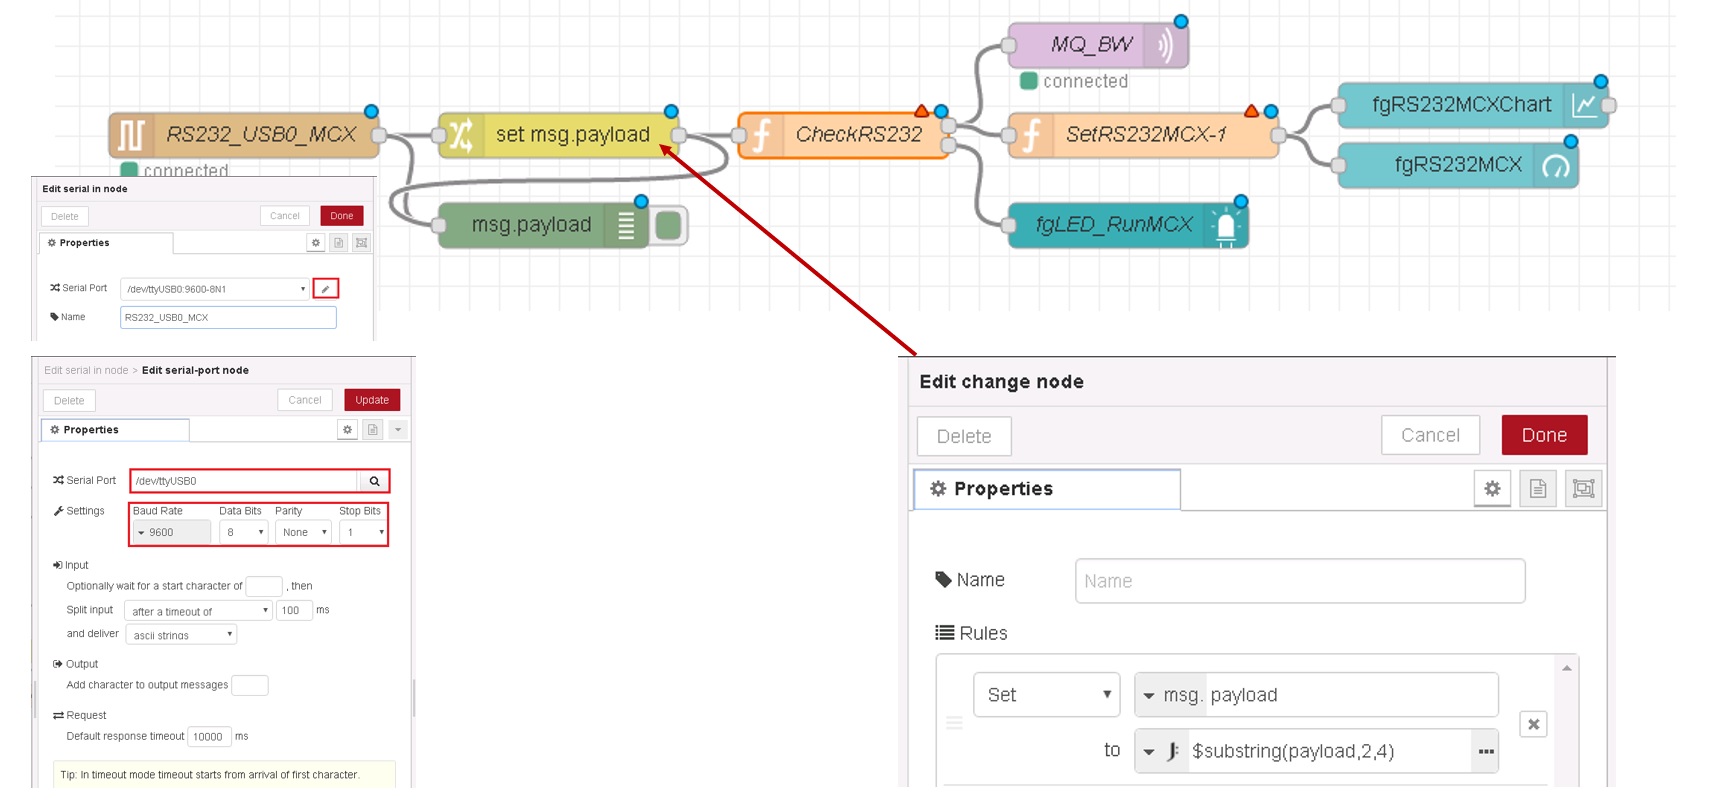 MQ_BW
connected
fgRS232MCXChart
RS232_USB0_MCX
set msg.payload
CheckRS232
SetRS232MCX-1
fgRS232MCX
connected
msg.payload
fgLED_RunMCX
Edit serial in node
Delete
Cancel
Done
Properties
Serial Port
/dev/ttyUSB0:9600-8N1
Name
RS232_USB0_MCX
Edit serial in node > Edit serial-port node
Delete
Cancel
Update
Properties
Serial Port
/dev/ttyUSB0
Settings
Baud Rate Data Bits Parity Stop Bits
9600 8 None 1
Input
Optionally wait for a start character of , then
Split input after a timeout of 100 ms
and deliver ascii strings
Output
Add character to output messages
Request
Default response timeout 10000 ms
Tip: In timeout mode timeout starts from arrival of first character.
Edit change node
Delete
Cancel
Done
Properties
Name
Name
Rules
Set
msg. payload
to
J: $substring(payload,2,4)